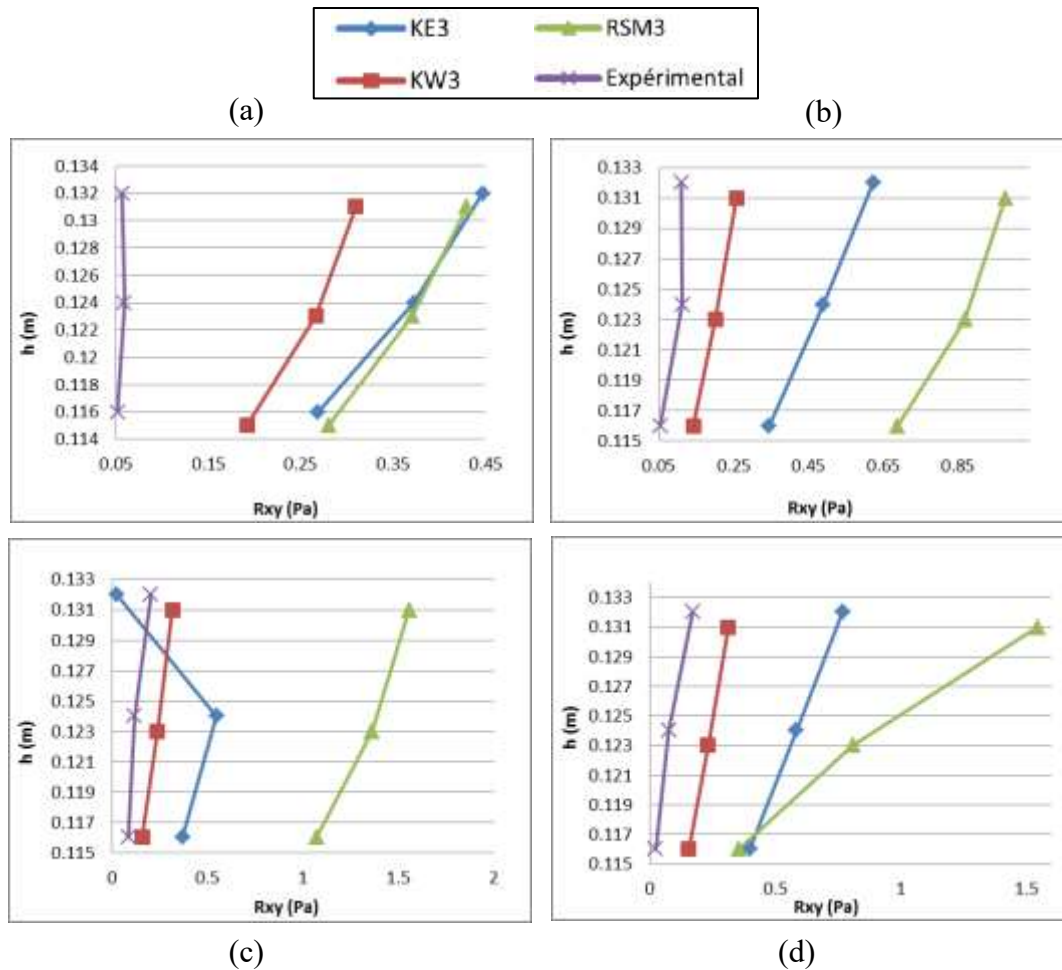 KE3 RSM3
KW3 Expérimental
(a) (b)
0.134
0.132
0.13
0.128
0.126
0.124
0.122
0.12
0.118
0.116
0.114
h (m)
0.05 0.15 0.25 0.35 0.45
Rxy (Pa)
0.133
0.131
0.129
0.127
0.125
0.123
0.121
0.119
0.117
0.115
h (m)
0.05 0.25 0.45 0.65 0.85
Rxy (Pa)
0.133
0.131
0.129
0.127
0.125
0.123
0.121
0.119
0.117
0.115
h (m)
0 0.5 1 1.5 2
Rxy (Pa)
0.133
0.131
0.129
0.127
0.125
0.123
0.121
0.119
0.117
0.115
h (m)
0 0.5 1 1.5
Rxy (Pa)
(c) (d)